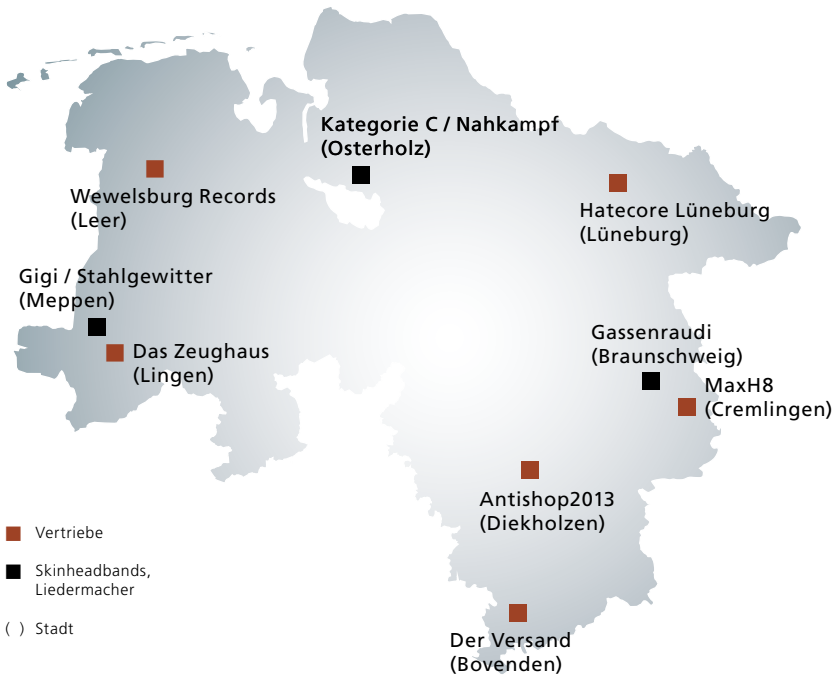 Kategorie C / Nahkampf
(Osterholz)
Wewelsburg Records
(Leer)
Hatecore Lüneburg
(Lüneburg)
Gigi / Stahlgewitter
(Meppen)
Das Zeughaus
(Lingen)
Gassenraudi
(Braunschweig)
MaxH8
(Cremlingen)
Antishop2013
(Diekholzen)
Vertriebe
Skinheadbands,
Liedermacher
( ) Stadt
Der Versand
(Bovenden)